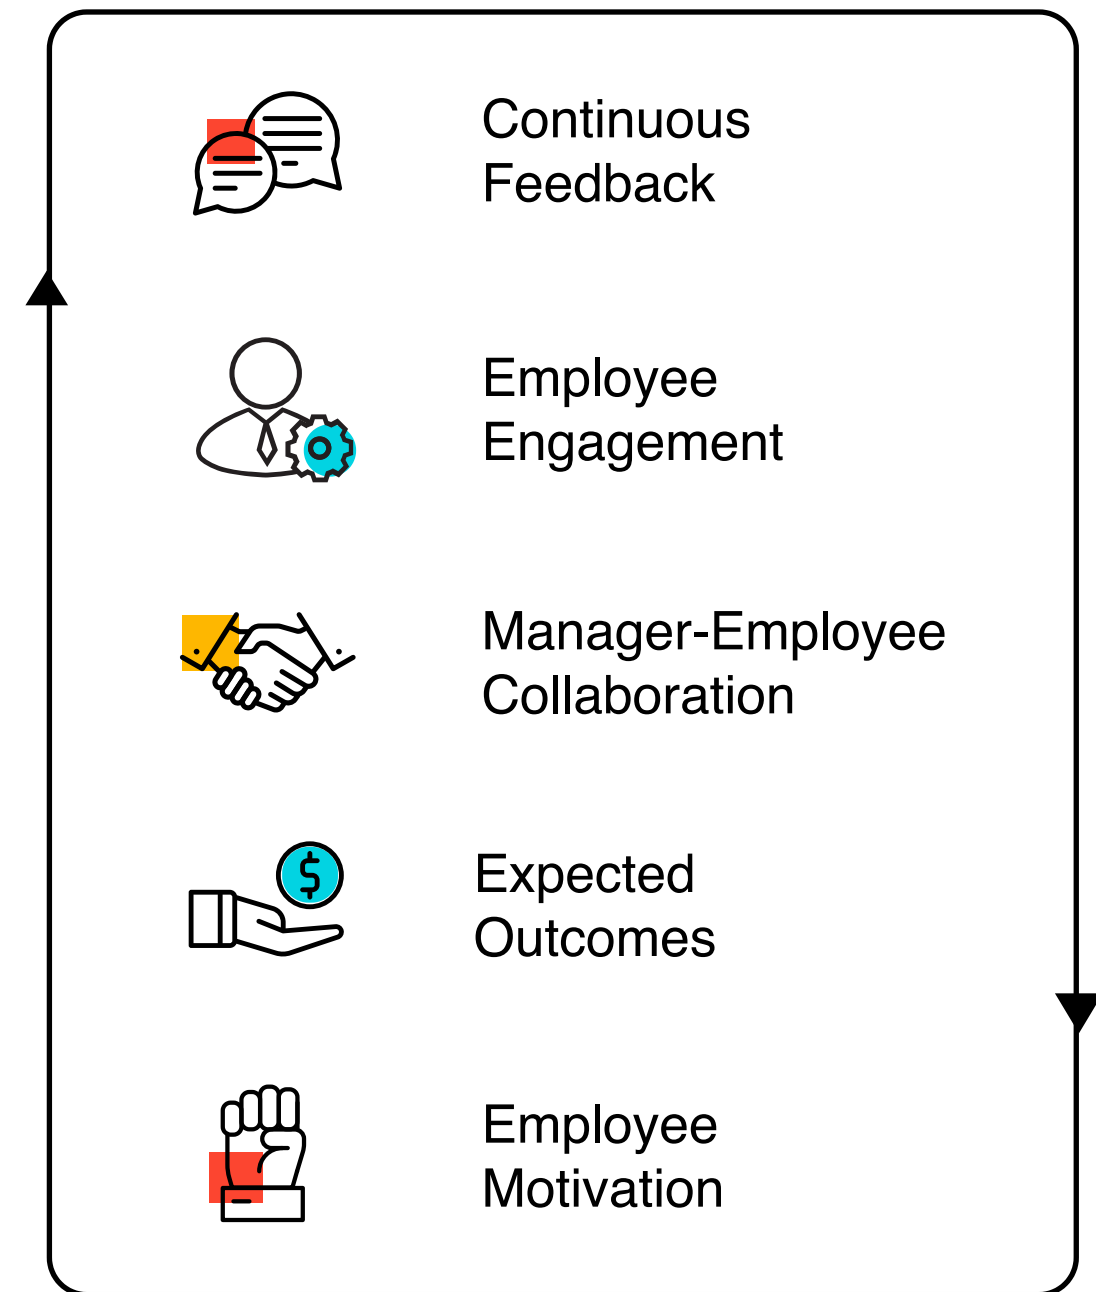 Continuous
Feedback
Employee
Engagement
Manager-Employee
Collaboration
$
Expected
Outcomes
Employee
Motivation